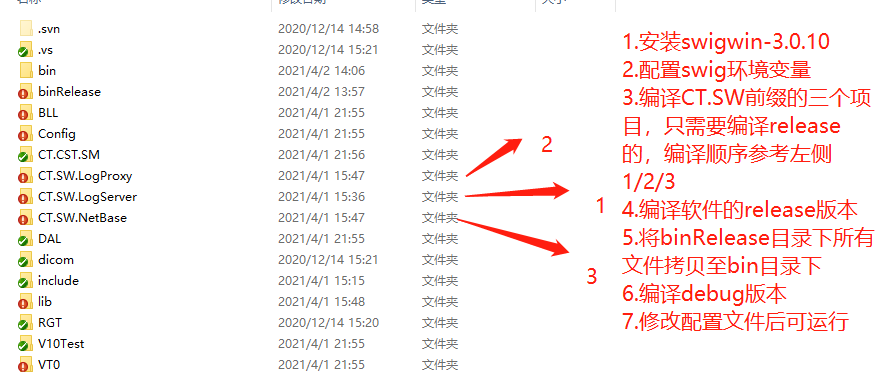 .svn 2020/12/14 14:58 文件夹
.vs 2020/12/14 15:21 文件夹
bin 2021/4/2 14:06 文件夹
binRelease 2021/4/2 13:57 文件夹
BLL 2021/4/1 21:55 文件夹
Config 2021/4/1 21:55 文件夹
CT.CST.SM 2021/4/1 21:56 文件夹
CT.SW.LogProxy 2021/4/1 15:47 文件夹
CT.SW.LogServer 2021/4/1 15:36 文件夹
CT.SW.NetBase 2021/4/1 15:47 文件夹
DAL 2021/4/1 21:55 文件夹
dicom 2020/12/14 15:21 文件夹
include 2021/4/1 15:15 文件夹
lib 2021/4/1 15:48 文件夹
RGT 2020/12/14 15:20 文件夹
V10Test 2021/4/1 21:55 文件夹
VT0 2021/4/1 21:55 文件夹
2
1
3
1.安装swigwin-3.0.10
2.配置swig环境变量
3.编译CT.SW前缀的三个项
目，只需要编译release
的，编译顺序参考左侧
1/2/3
4.编译软件的release版本
5.将binRelease目录下所有
文件拷贝至bin目录下
6.编译debug版本
7.修改配置文件后可运行